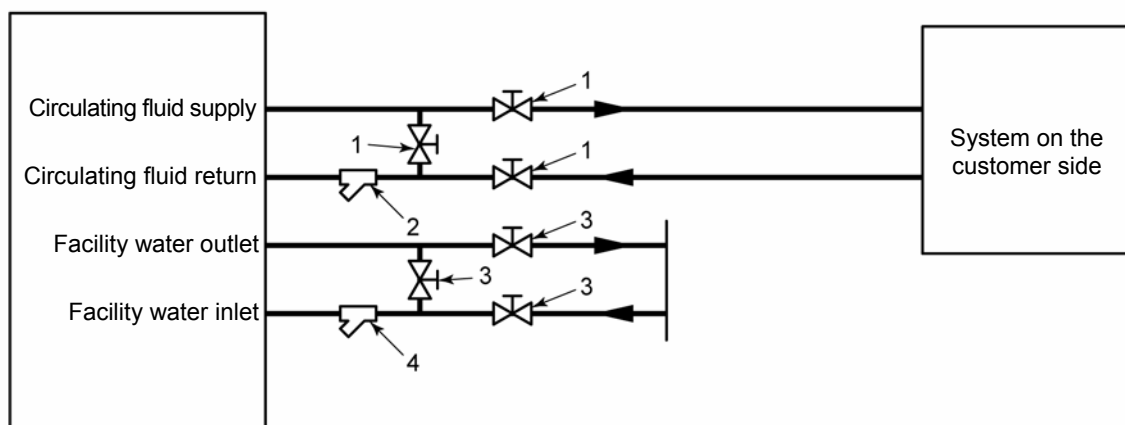 Circulating fluid supply
1
1
Circulating fluid return
1
2
System on the
customer side
Facility water outlet
3
3
Facility water inlet
3
4